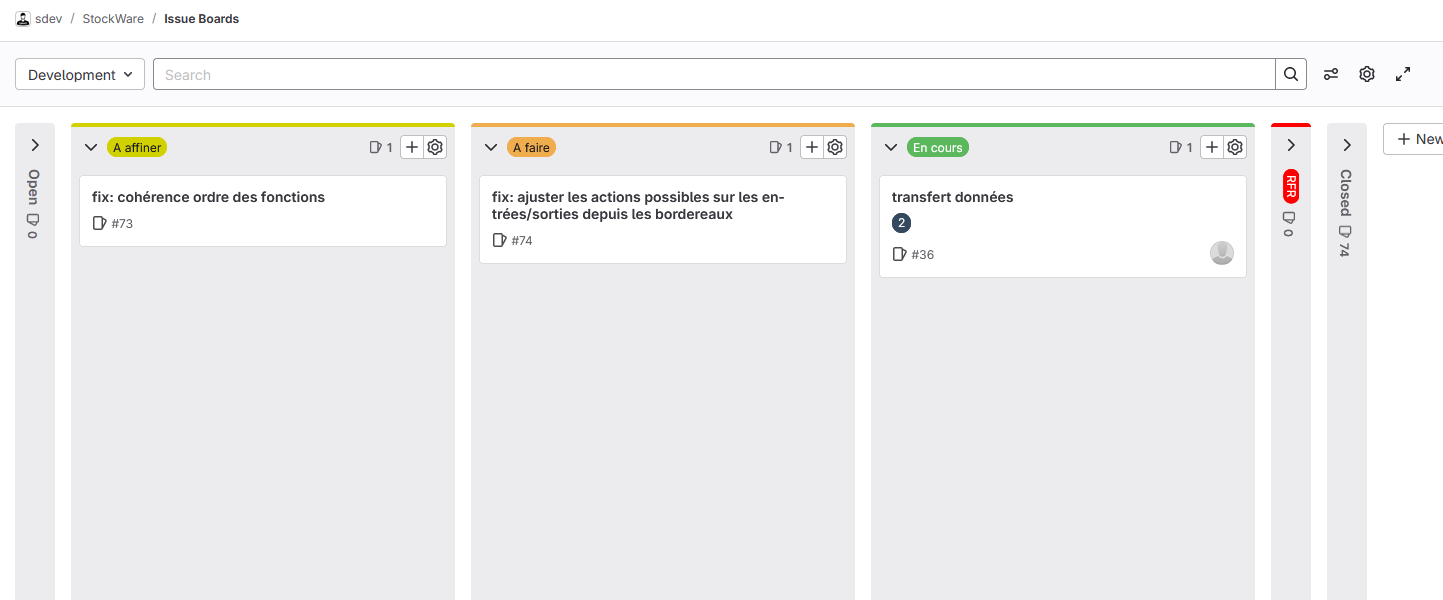 sdev / StockWare / Issue Boards
Development
Search
Open 0
A affiner 1
fix: cohérence ordre des fonctions
#73
A faire 1
fix: ajuster les actions possibles sur les en-
trées/sorties depuis les bordereaux
#74
En cours 1
transfert données
2
#36
RFR 0
Closed 74
+ New